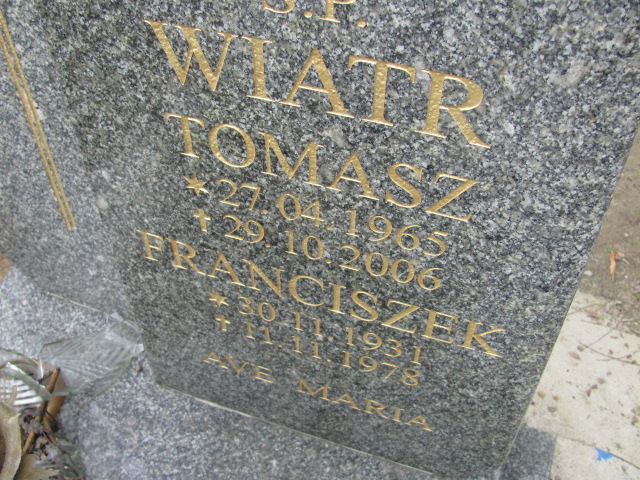 Ś.P.
WIATR
TOMASZ
* 27.04.1965
† 29.10.2006
FRANCISZEK
* 30.11.1931
† 11.11.1978
AVE MARIA